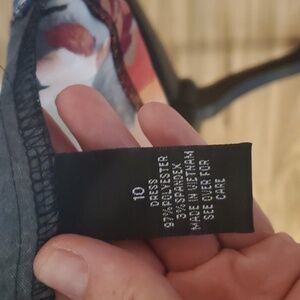 10
DRESS
97%POLYESTER
3%SPANDEX
MADE IN VIETNAM
SEE OVER FOR
CARE